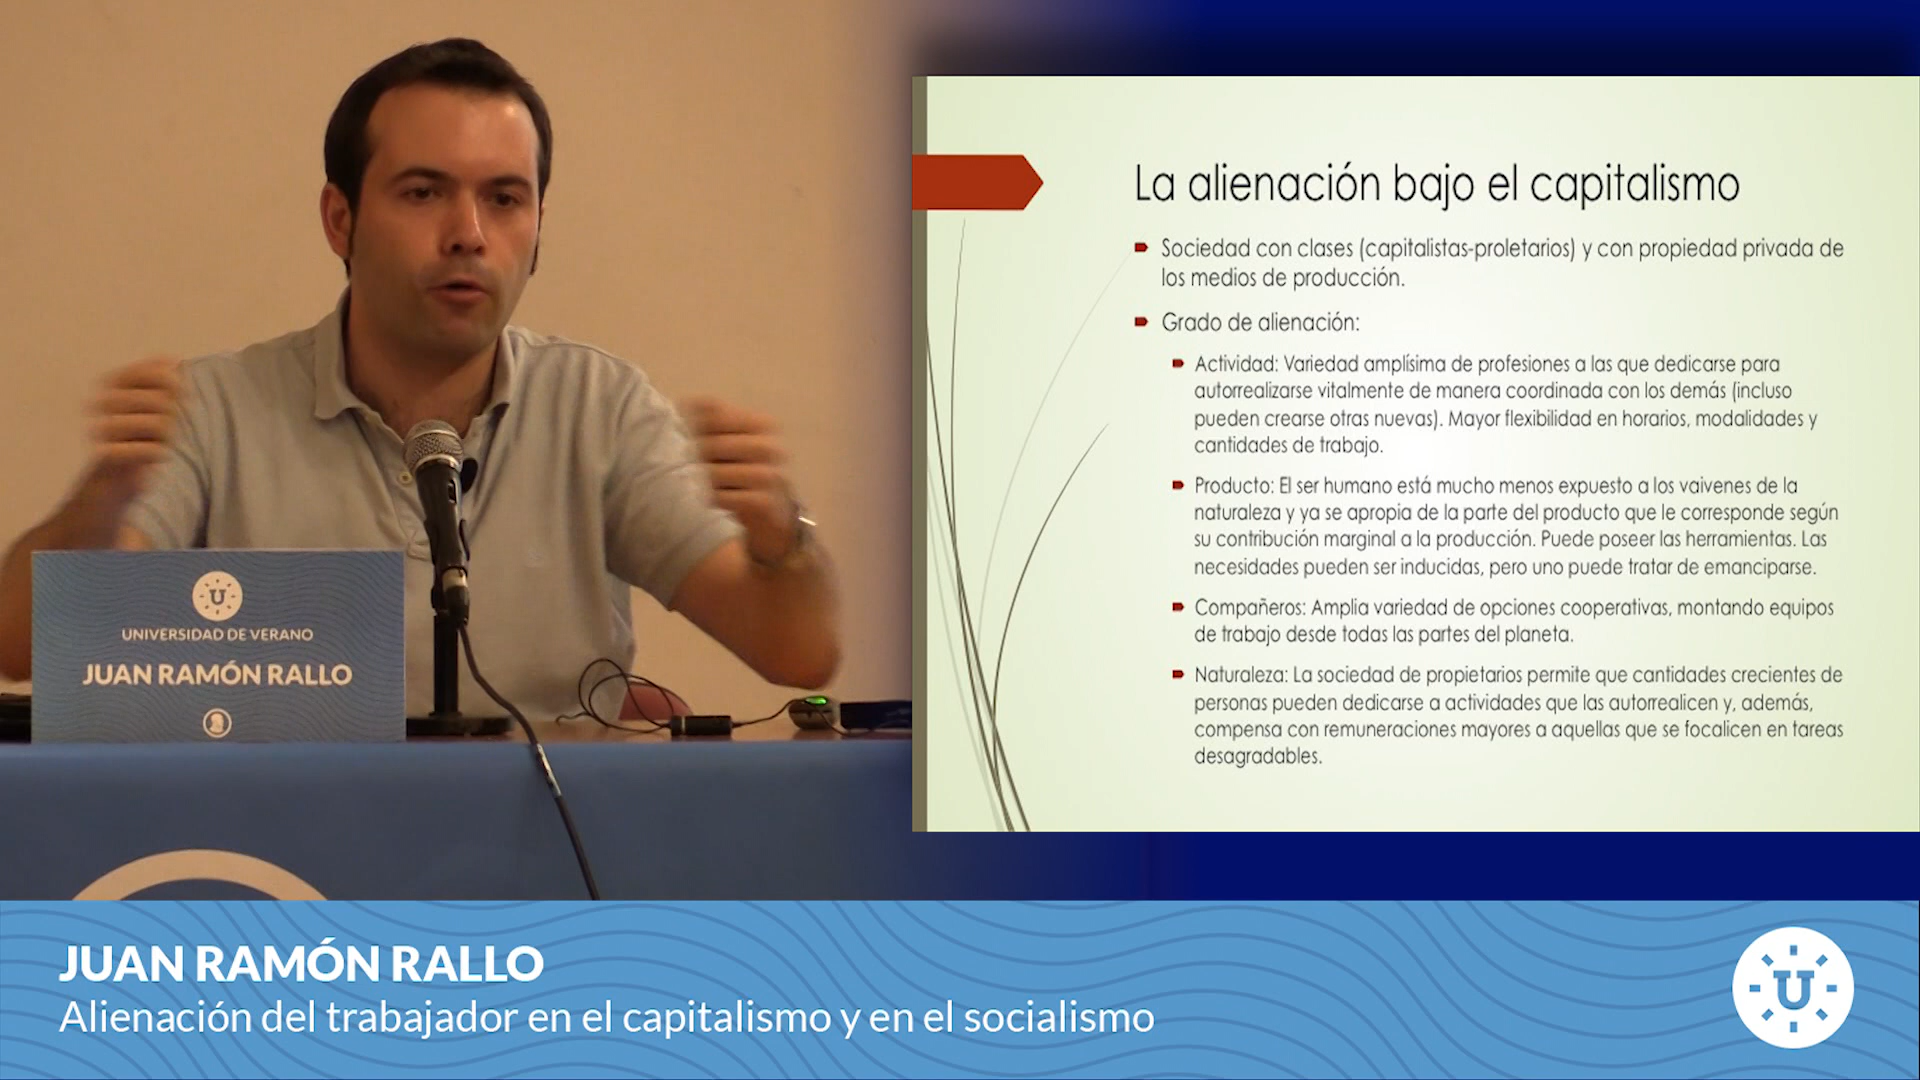 La alienación bajo el capitalismo
Sociedad con clases (capitalistas-proletarios) y con propiedad privada de
los medios de producción.
Grado de alienación:
Actividad: Variedad amplísima de profesiones a las que dedicarse para
autorrealizarse vitalmente de manera coordinada con los demás (incluso
pueden crearse otras nuevas). Mayor flexibilidad en horarios, modalidades y
cantidades de trabajo.
Producto: El ser humano está mucho menos expuesto a los vaivenes de la
naturaleza y ya se apropia de la parte del producto que le corresponde según
su contribución marginal a la producción. Puede poseer las herramientas. Las
necesidades pueden ser inducidas, pero uno puede tratar de emanciparse.
Compañeros: Amplia variedad de opciones cooperativas, montando equipos
de trabajo desde todas las partes del planeta.
Naturaleza: La sociedad de propietarios permite que cantidades crecientes de
personas pueden dedicarse a actividades que las autorrealicen y, además,
compensa con remuneraciones mayores a aquellas que se focalicen en tareas
desagradables.
U
UNIVERSIDAD DE VERANO
JUAN RAMÓN RALLO
JUAN RAMÓN RALLO
Alienación del trabajador en el capitalismo y en el socialismo
U